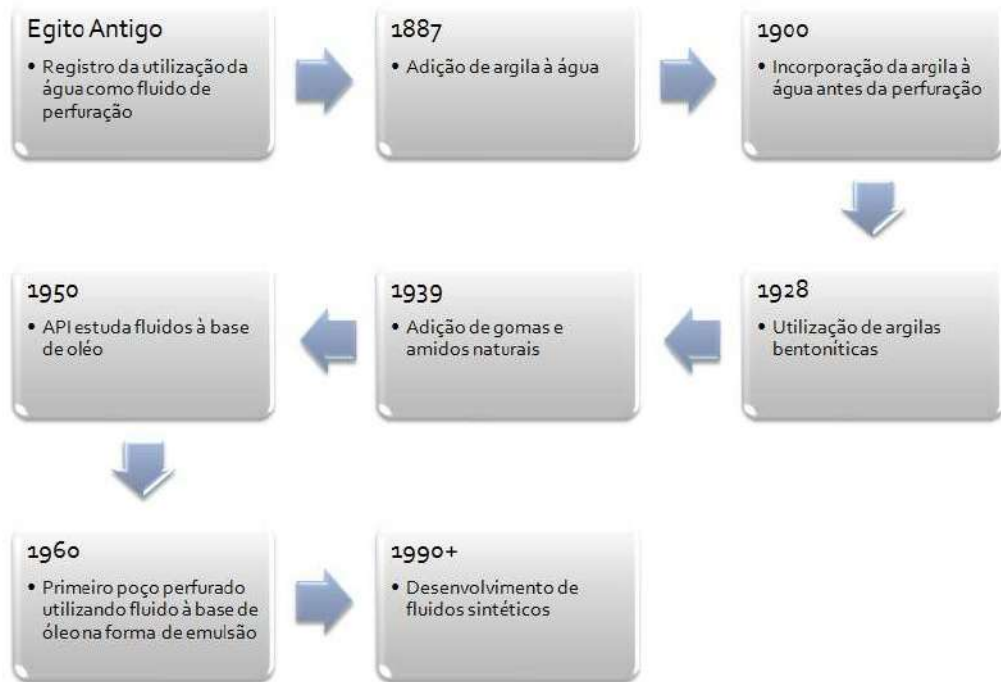 Egito Antigo
• Registro da utilização da
água como fluido de
perfuração
1887
• Adição de argila à água
1900
• Incorporação da argila à
água antes da perfuração
1928
• Utilização de argilas
bentoníticas
1939
• Adição de gomas e
amidos naturais
1950
• API estuda fluidos à base
de oléo
1960
• Primeiro poço perfurado
utilizando fluido à base de
óleo na forma de emulsão
1990+
• Desenvolvimento de
fluidos sintéticos